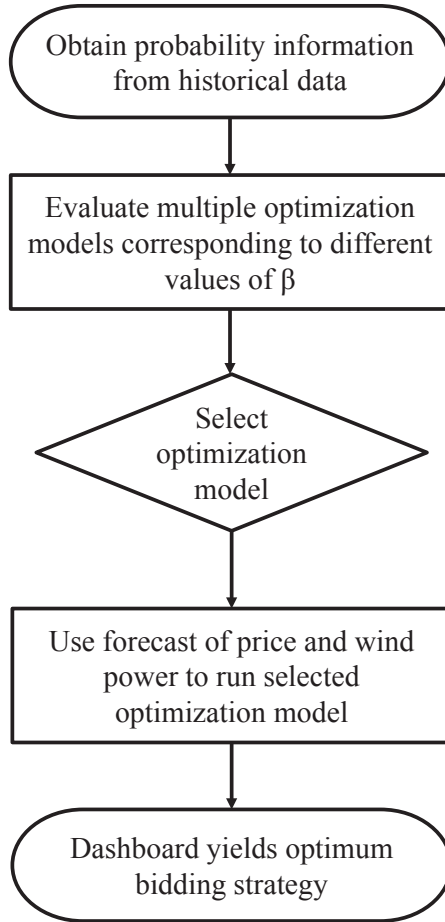 Obtain probability information
from historical data
Evaluate multiple optimization
models corresponding to different
values of β
Select
optimization
model
Use forecast of price and wind
power to run selected
optimization model
Dashboard yields optimum
bidding strategy